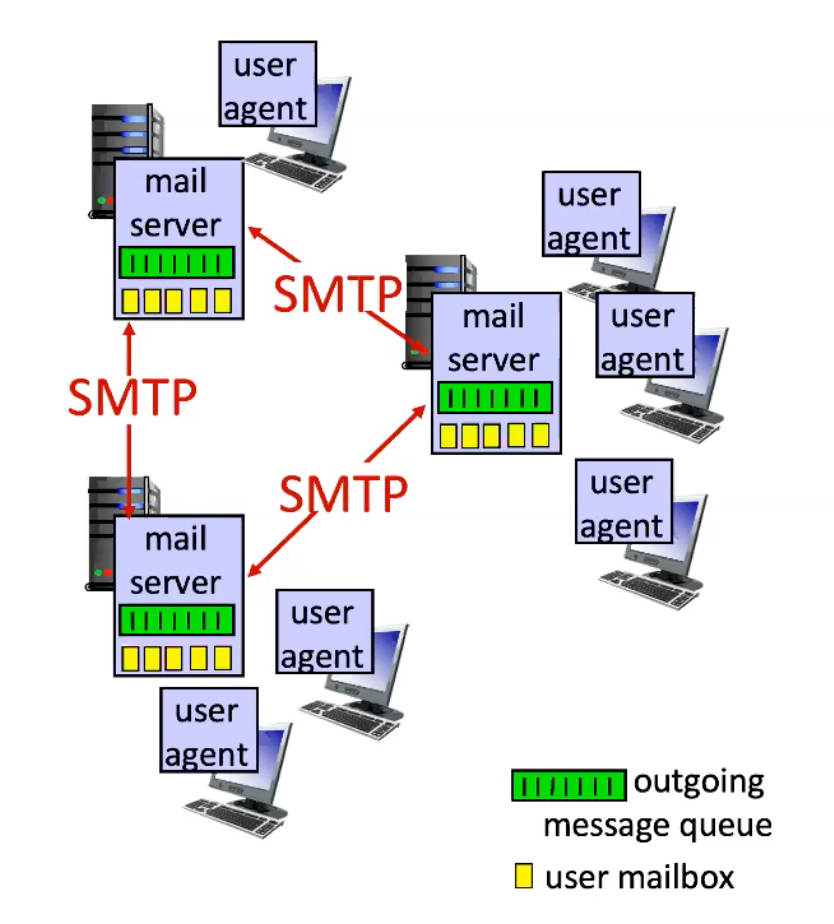 user
agent
mail
server
user
agent
SMTP
mail
server
user
agent
SMTP
user
agent
SMTP
mail
server
user
agent
user
agent
outgoing
message queue
user mailbox